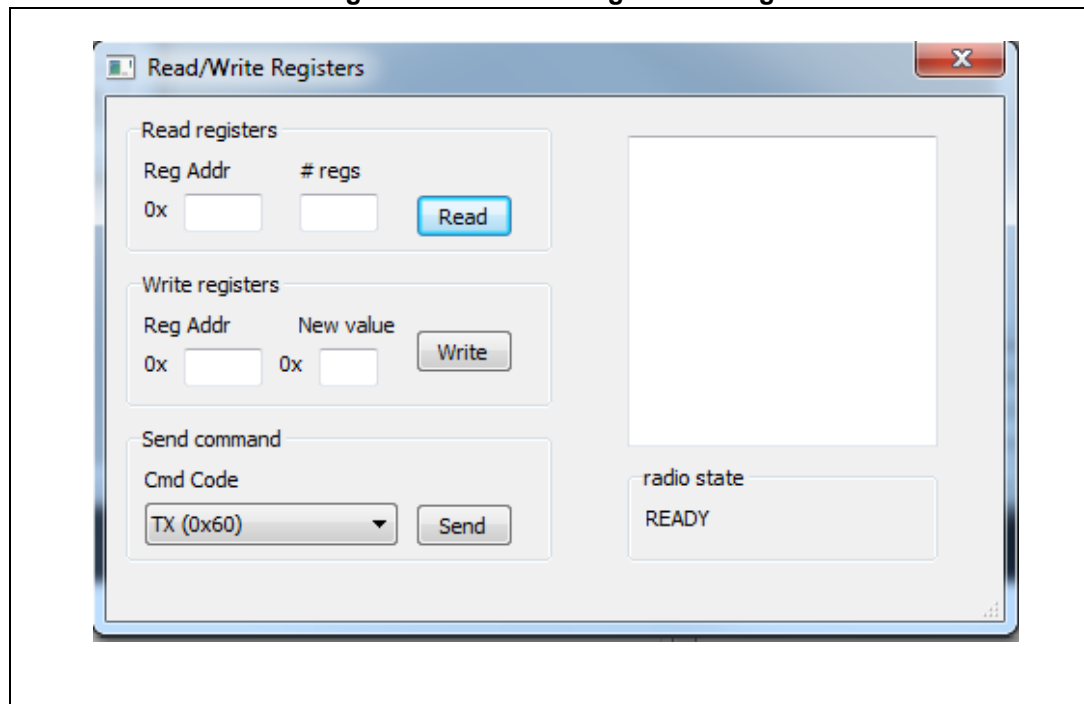 Read/Write Registers
Read registers
Reg Addr # regs
0x
Read
Write registers
Reg Addr New value
0x 0x
Write
Send command
Cmd Code
TX (0x60)
Send
radio state
READY